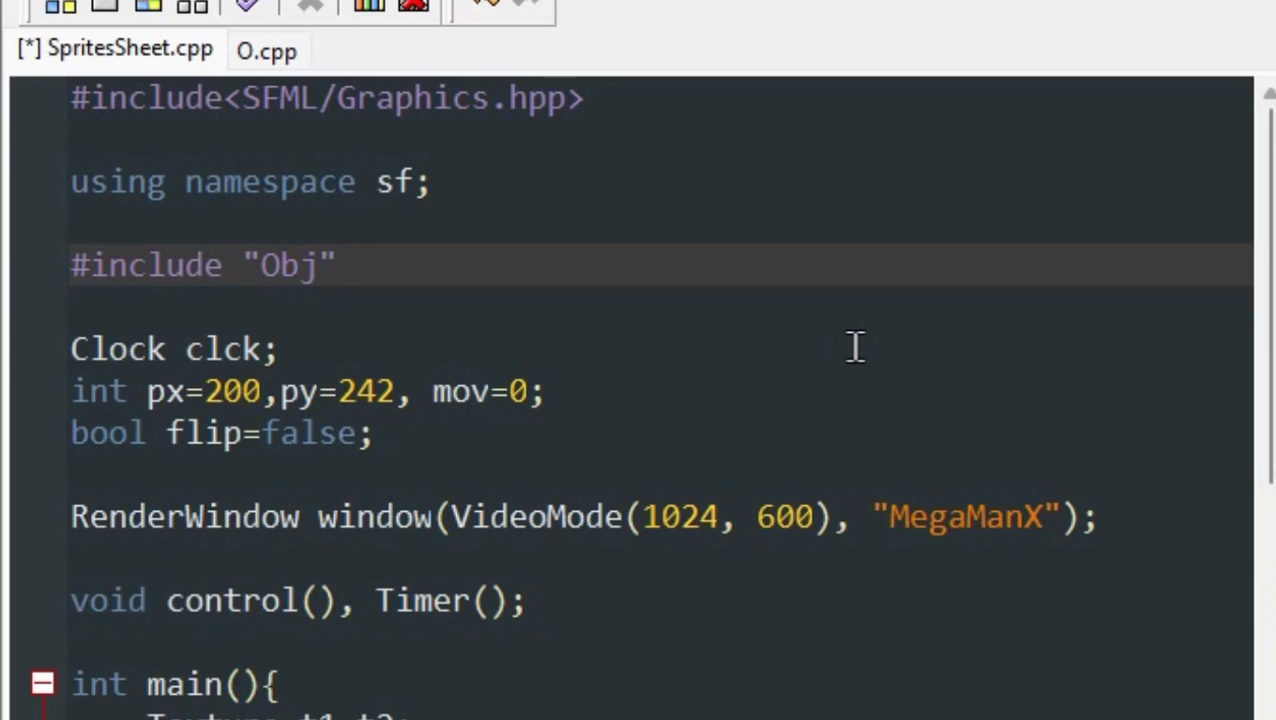 [*] SpritesSheet.cpp O.cpp
#include<SFML/Graphics.hpp>
using namespace sf;
#include "Obj"
Clock clck;
int px=200,py=242, mov=0;
bool flip=false;
RenderWindow window(VideoMode(1024, 600), "MegaManX");
void control(), Timer();
int main(){